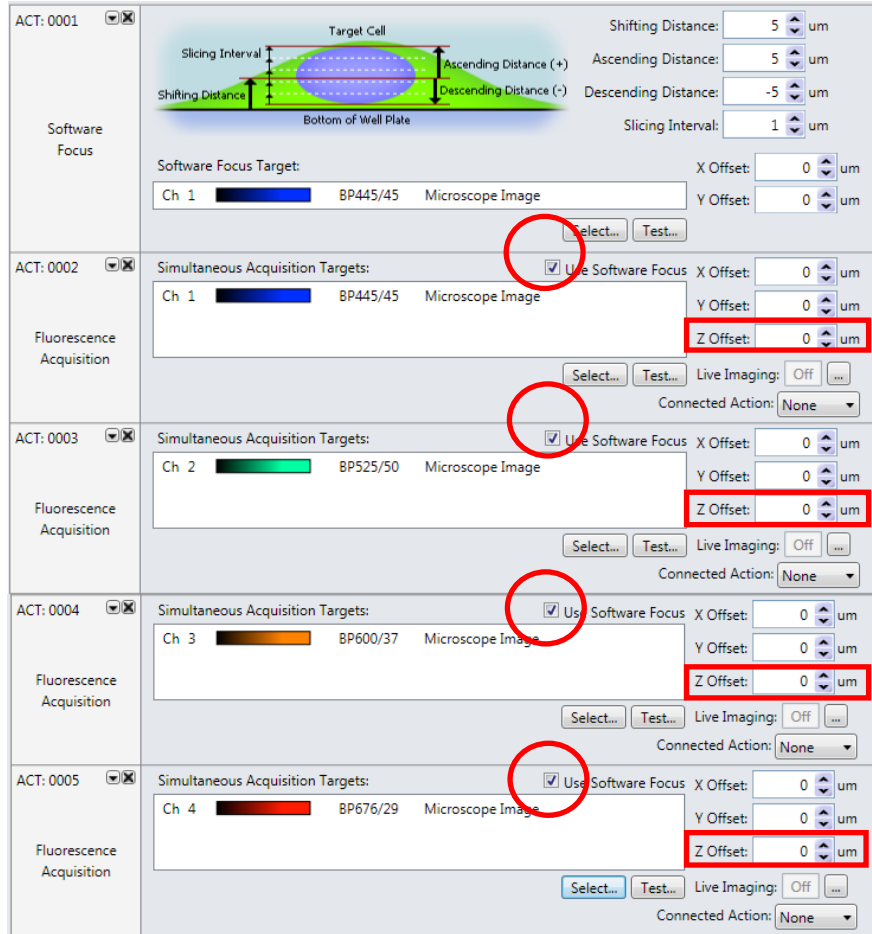 ACT: 0001
Target Cell
Slicing Interval
Ascending Distance (+)
Shifting Distance
Descending Distance (-)
Bottom of Well Plate
Shifting Distance: 5 um
Ascending Distance: 5 um
Descending Distance: -5 um
Slicing Interval: 1 um
Software
Focus
Software Focus Target:
X Offset: 0 um
Ch 1 BP445/45 Microscope Image
Y Offset: 0 um
Select... Test...
ACT: 0002
Simultaneous Acquisition Targets:
Use Software Focus X Offset: 0 um
Ch 1 BP445/45 Microscope Image
Y Offset: 0 um
Fluorescence
Acquisition
Z Offset: 0 um
Select... Test... Live Imaging: Off ...
Connected Action: None
ACT: 0003
Simultaneous Acquisition Targets:
Use Software Focus X Offset: 0 um
Ch 2 BP525/50 Microscope Image
Y Offset: 0 um
Fluorescence
Acquisition
Z Offset: 0 um
Select... Test... Live Imaging: Off ...
Connected Action: None
ACT: 0004
Simultaneous Acquisition Targets:
Use Software Focus X Offset: 0 um
Ch 3 BP600/37 Microscope Image
Y Offset: 0 um
Fluorescence
Acquisition
Z Offset: 0 um
Select... Test... Live Imaging: Off ...
Connected Action: None
ACT: 0005
Simultaneous Acquisition Targets:
Use Software Focus X Offset: 0 um
Ch 4 BP676/29 Microscope Image
Y Offset: 0 um
Fluorescence
Acquisition
Z Offset: 0 um
Select... Test... Live Imaging: Off ...
Connected Action: None